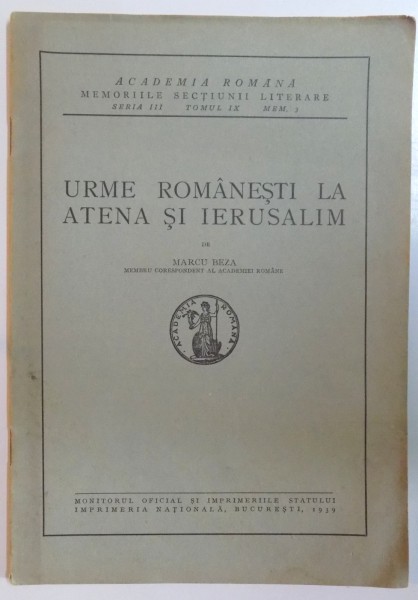 ACADEMIA ROMÂNĂ
MEMORIILE SECȚIUNII LITERARE
SERIA III TOMUL IX MEM. 3
URME ROMÂNEȘTI LA
ATENA ȘI IERUSALIM
DE
MARCU BEZA
MEMBRU CORESPONDENT AL ACADEMIEI ROMÂNE
ACADEMIA ROMANA
MONITORUL OFICIAL ȘI IMPRIMERIILE STATULUI
IMPRIMERIA NAȚIONALĂ, BUCUREȘTI, 1939